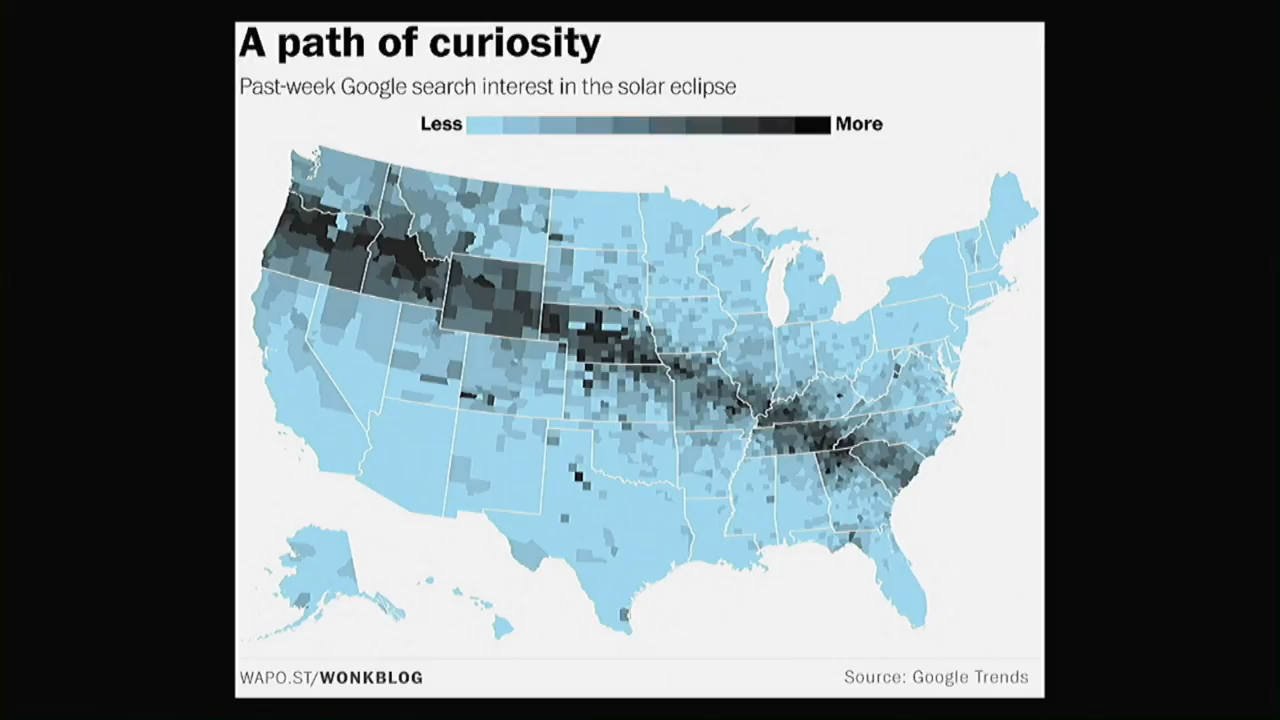 A path of curiosity
Past-week Google search interest in the solar eclipse
Less More
WAPO.ST/WONKBLOG
Source: Google Trends